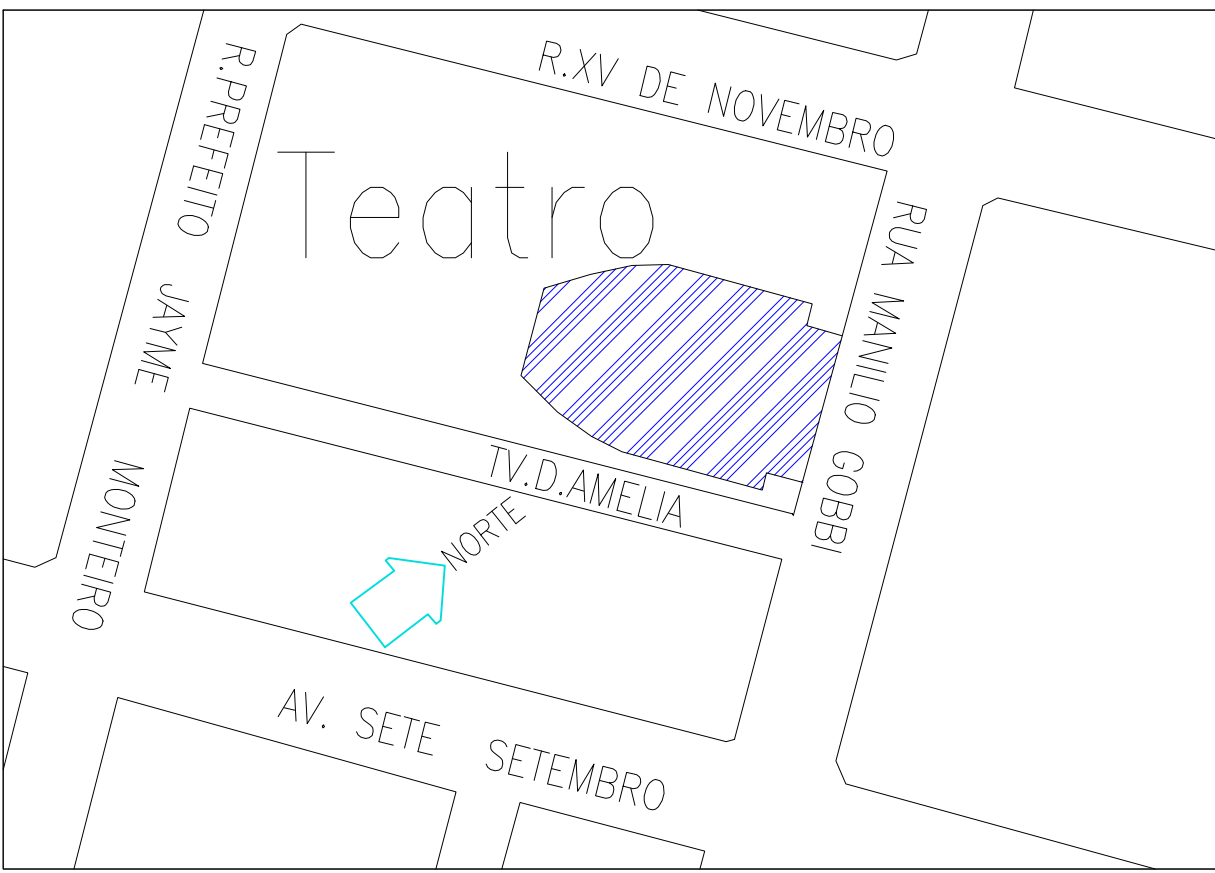 R.XV DE NOVEMBRO
R.PREFEITO JAYME MONTEIRO
Teatro
RUA MANILIO GOBBI
TV.D.AMELIA
NORTE
AV. SETE SETEMBRO